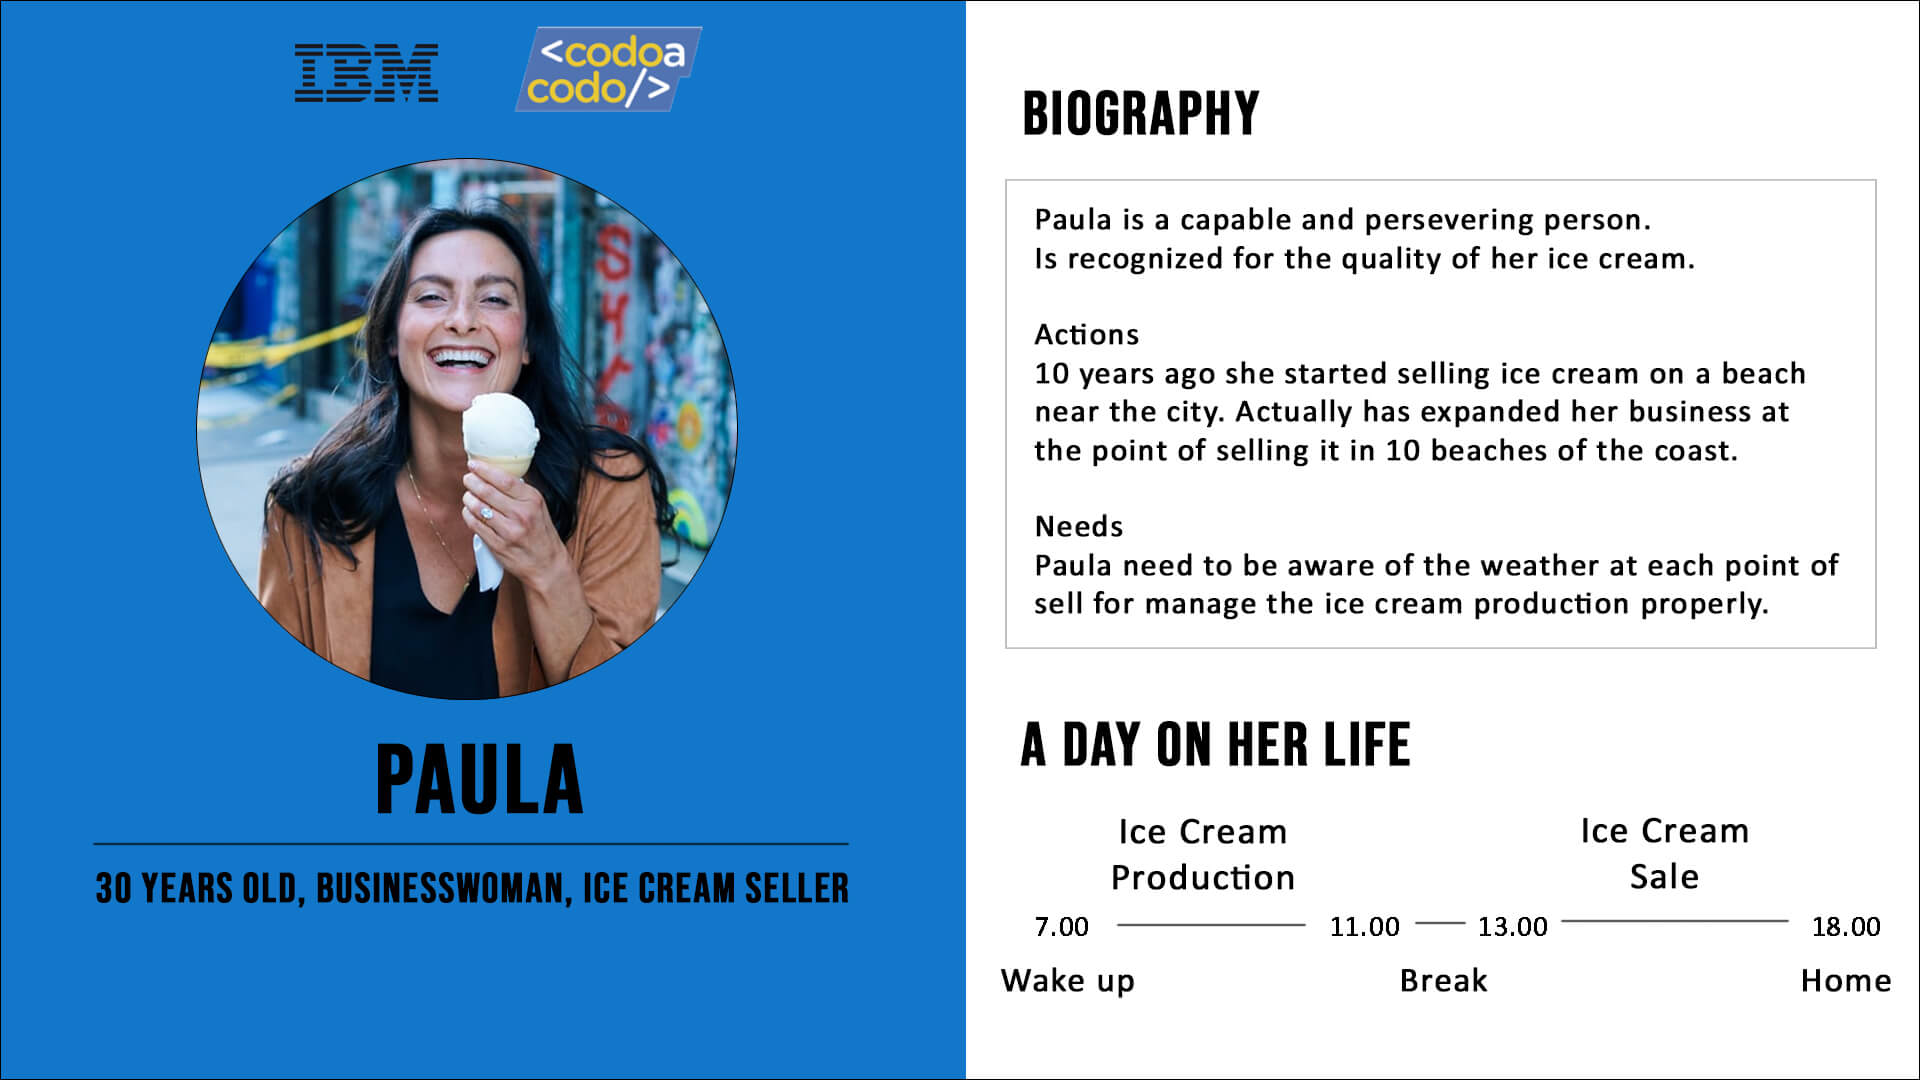 IBM
<codoa
codo/>
PAULA
30 YEARS OLD, BUSINESSWOMAN, ICE CREAM SELLER
BIOGRAPHY
Paula is a capable and persevering person.
Is recognized for the quality of her ice cream.
Actions
10 years ago she started selling ice cream on a beach
near the city. Actually has expanded her business at
the point of selling it in 10 beaches of the coast.
Needs
Paula need to be aware of the weather at each point of
sell for manage the ice cream production properly.
A DAY ON HER LIFE
Ice Cream
Production
Ice Cream
Sale
7.00
11.00
13.00
18.00
Wake up
Break
Home